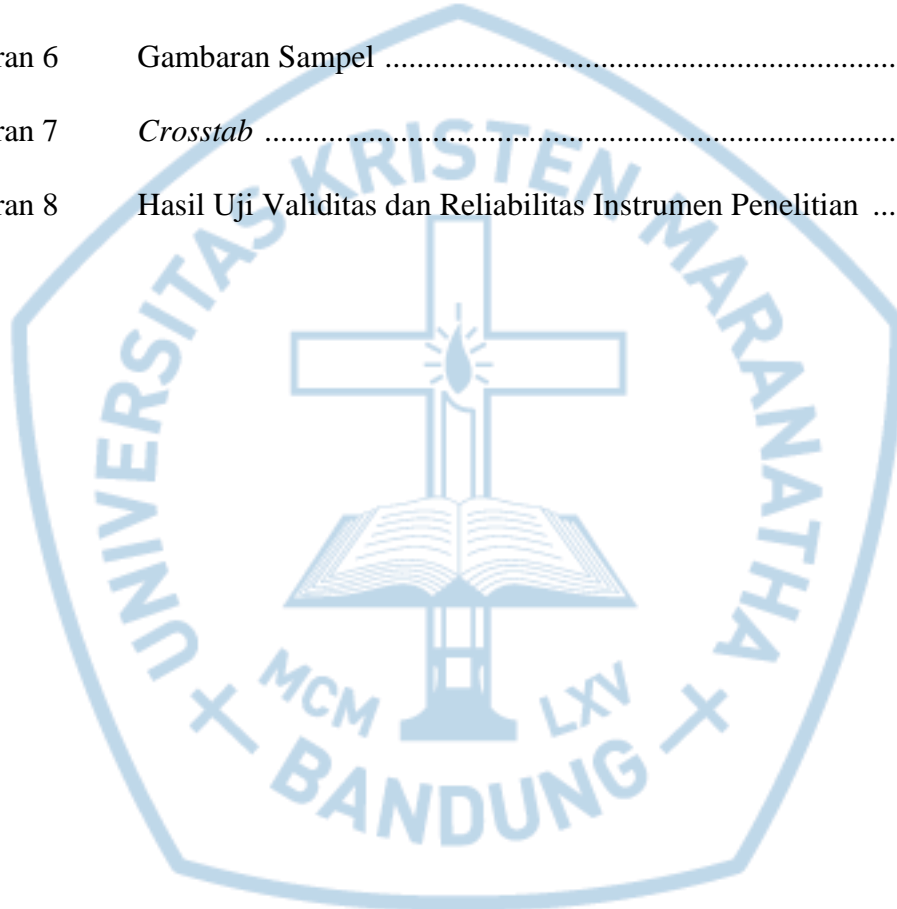 ran 6 Gambaran Sampel ................................................................
ran 7 Crosstab ...............................................................................
ran 8 Hasil Uji Validitas dan Reliabilitas Instrumen Penelitian ...
UNIVERSITAS KRISTEN MARANATHA
MCM LXV
BANDUNG